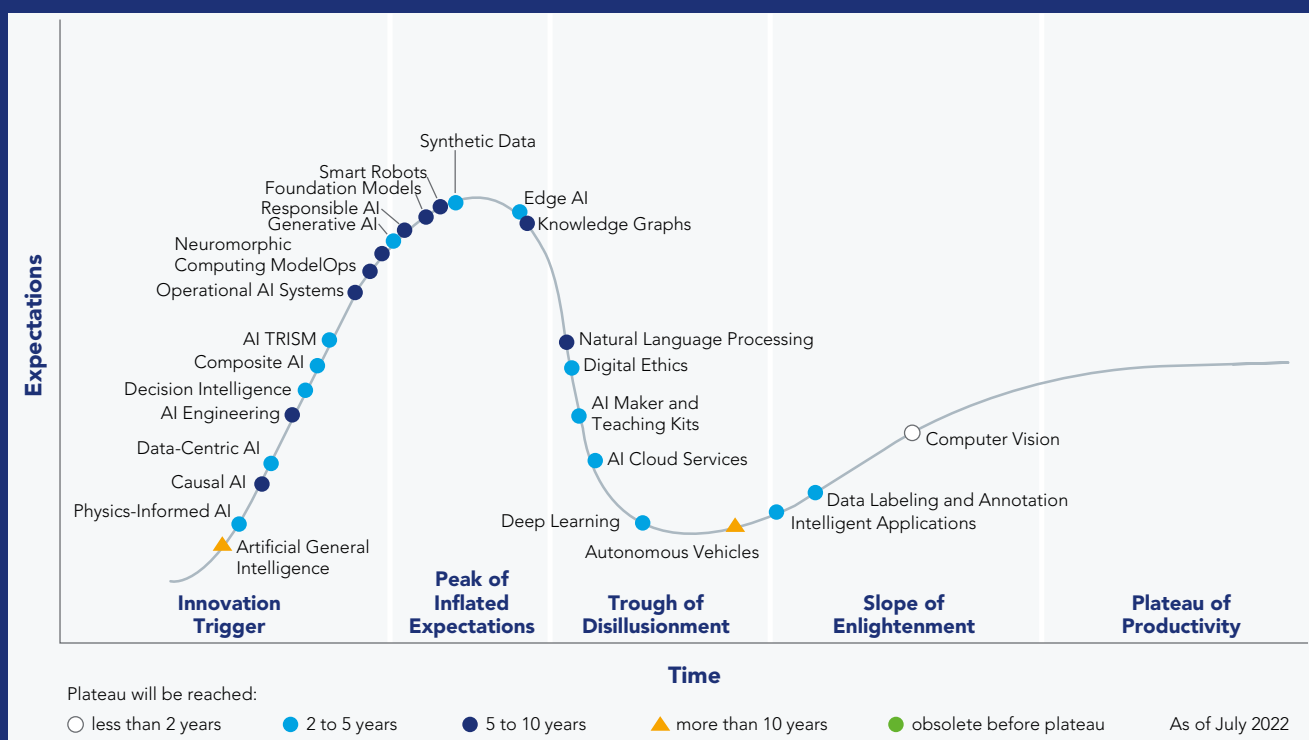 Synthetic Data
Smart Robots
Foundation Models
Responsible AI
Generative AI
Neuromorphic
Computing ModelOps
Operational AI Systems
AI TRISM
Composite AI
Decision Intelligence
AI Engineering
Data-Centric AI
Causal AI
Physics-Informed AI
Artificial General
Intelligence
Edge AI
Knowledge Graphs
Natural Language Processing
Digital Ethics
AI Maker and
Teaching Kits
AI Cloud Services
Deep Learning
Autonomous Vehicles
Computer Vision
Data Labeling and Annotation
Intelligent Applications
Expectations
Innovation
Trigger
Peak of
Inflated
Expectations
Trough of
Disillusionment
Slope of
Enlightenment
Plateau of
Productivity
Time
Plateau will be reached:
less than 2 years
2 to 5 years
5 to 10 years
more than 10 years
obsolete before plateau
As of July 2022